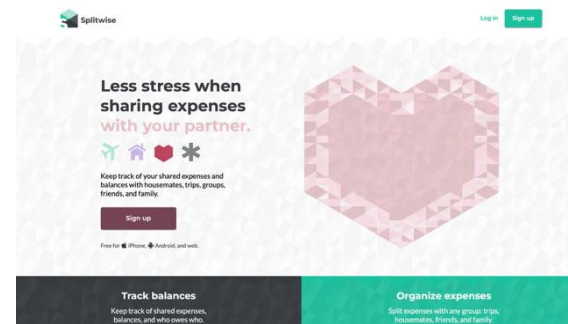 Splitwise
Log in
Sign up
Less stress when
sharing expenses
with your partner.
Keep track of your shared expenses and
balances with housemates, trips, groups,
friends, and family.
Sign up
Free for iPhone, Android, and web.
Track balances
Keep track of shared expenses,
balances, and who owes who.
Organize expenses
Split expenses with any group: trips,
housemates, friends, and family.